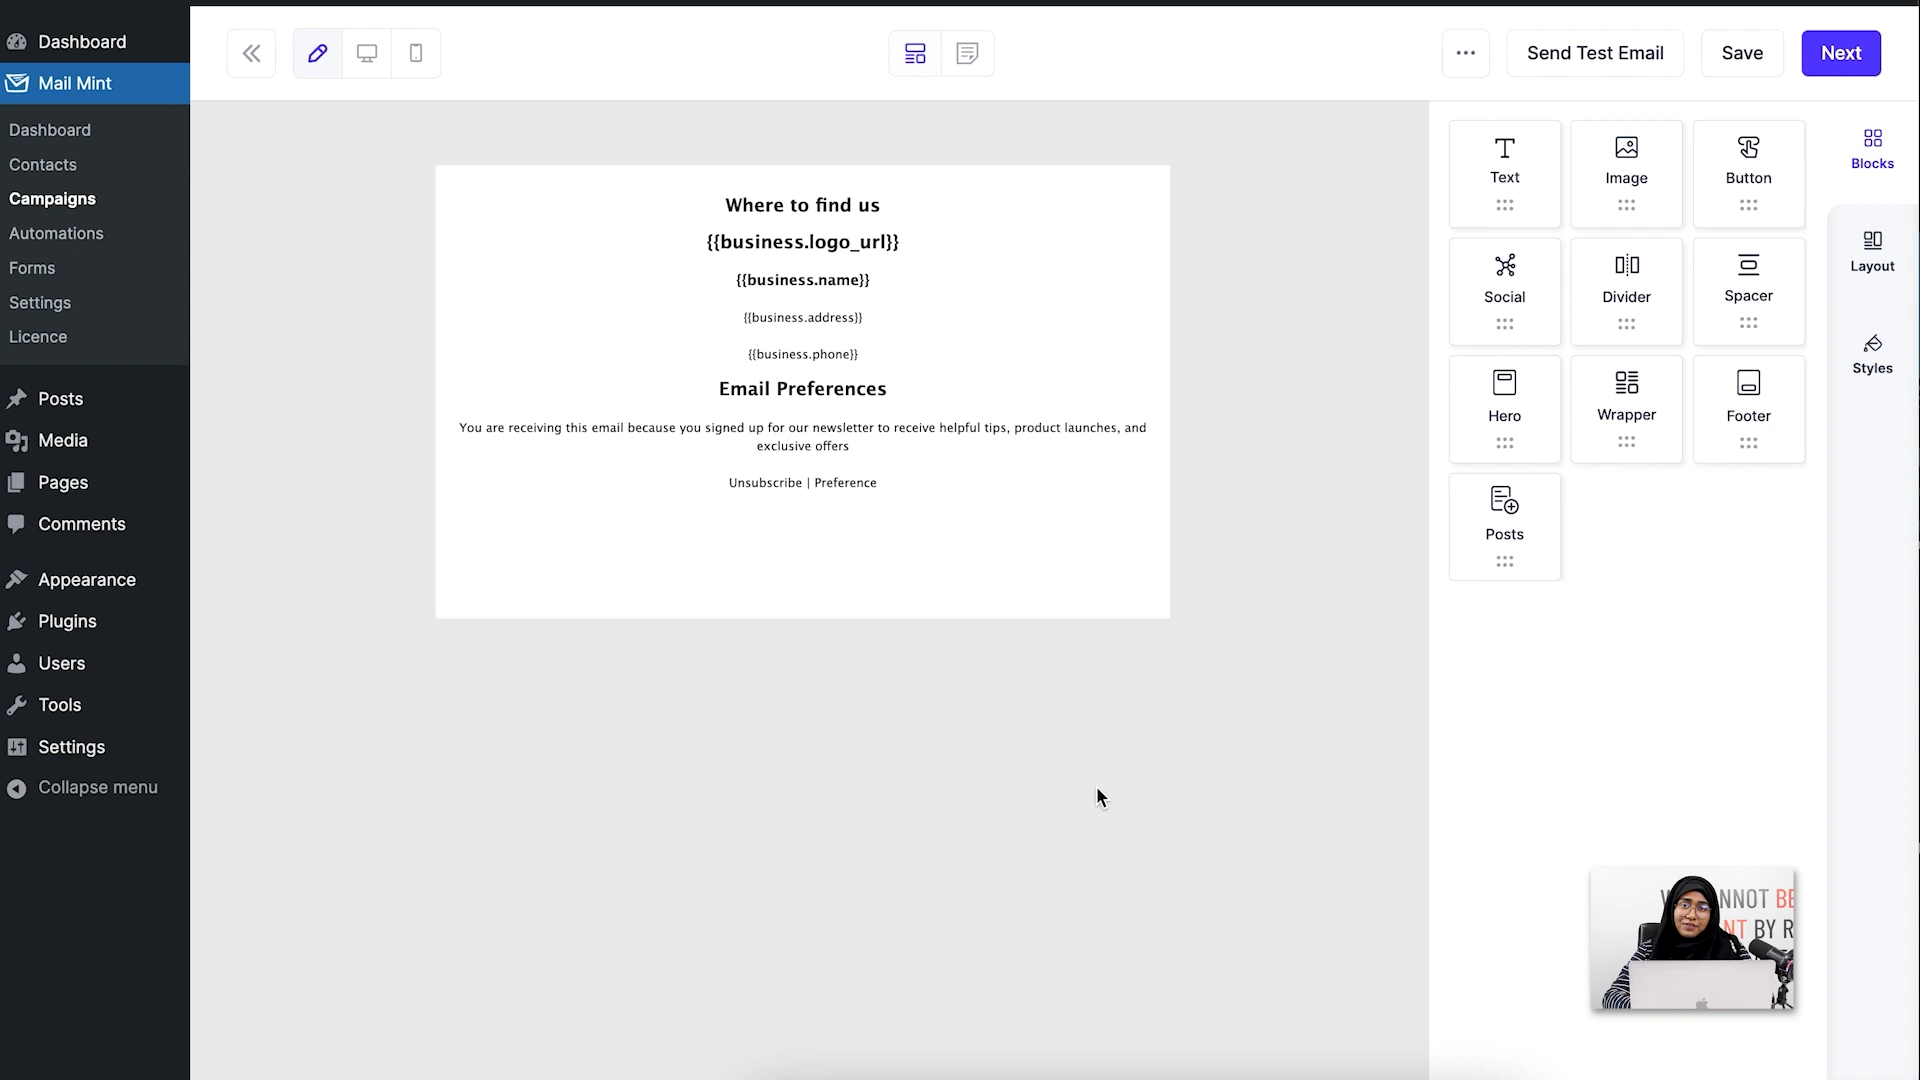 Dashboard
Mail Mint
Dashboard
Contacts
Campaigns
Automations
Forms
Settings
Licence
Posts
Media
Pages
Comments
Appearance
Plugins
Users
Tools
Settings
Collapse menu
Send Test Email
Save
Next
Where to find us
{{business.logo_url}}
{{business.name}}
{{business.address}}
{{business.phone}}
Email Preferences
You are receiving this email because you signed up for our newsletter to receive helpful tips, product launches, and
exclusive offers
Unsubscribe | Preference
Text
Image
Button
Social
Divider
Spacer
Hero
Wrapper
Footer
Posts
Blocks
Layout
Styles
NNOT BE
NT BY R